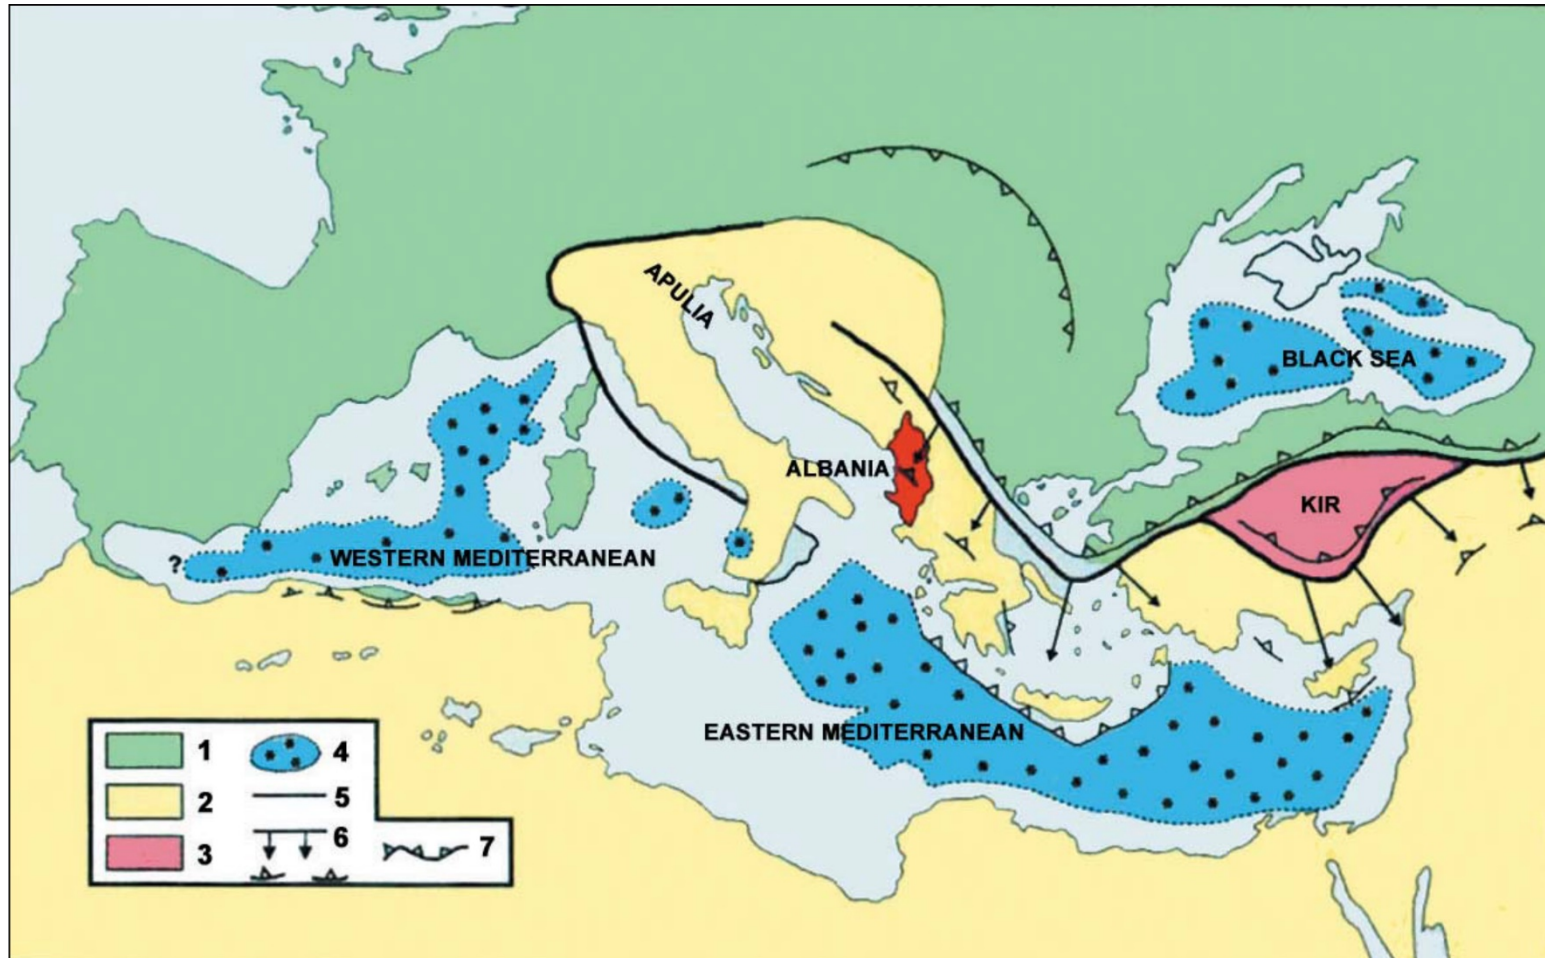 APULIA
BLACK SEA
ALBANIA
KIR
WESTERN MEDITERRANEAN
?
EASTERN MEDITERRANEAN
1
4
2
5
6
3
7